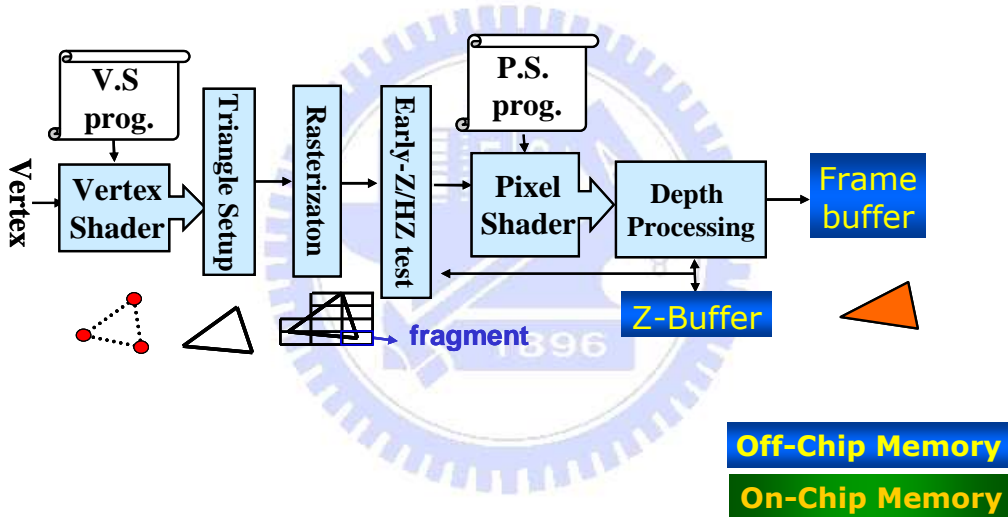 V.S
prog.
P.S.
prog.
Vertex
Vertex
Shader
Triangle Setup
Rasterizaton
Early-Z/HZ test
Pixel
Shader
Depth
Processing
Frame
buffer
Z-Buffer
fragment
1896
Off-Chip Memory
On-Chip Memory